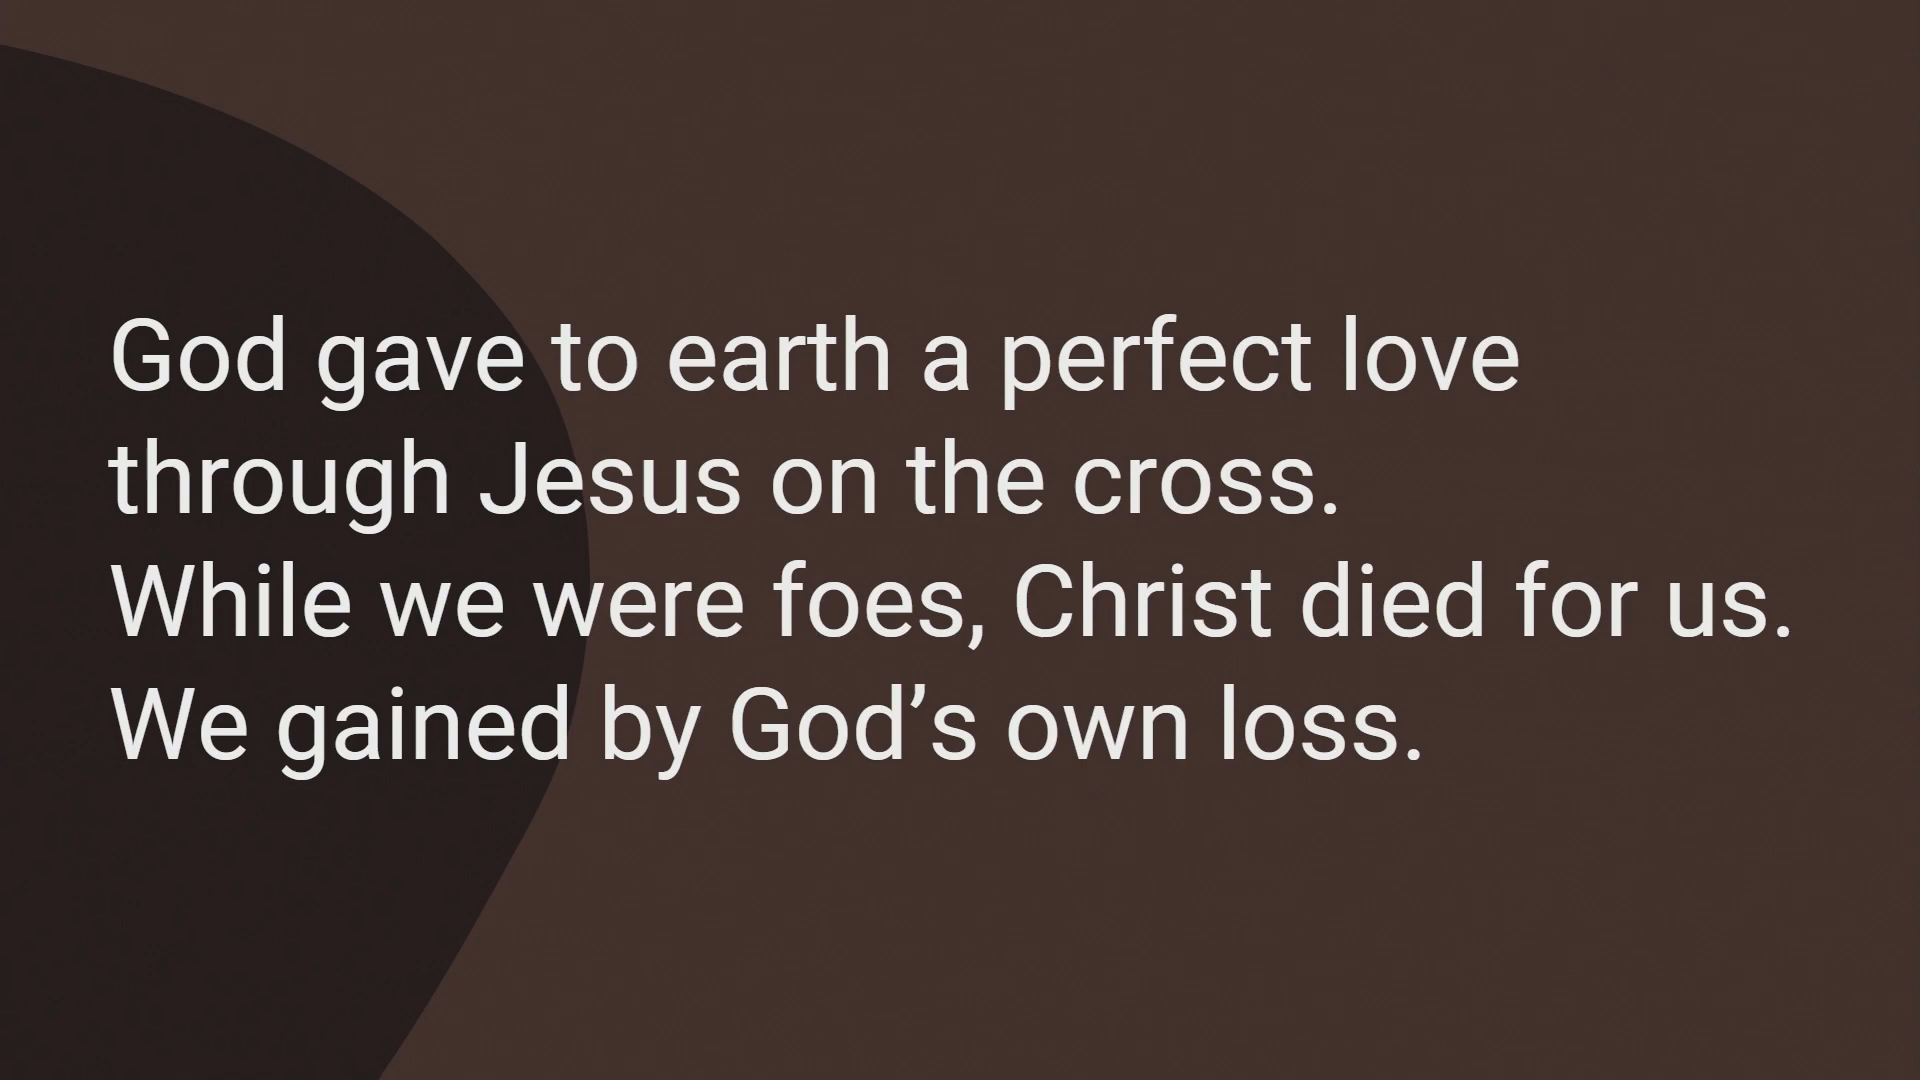 God gave to earth a perfect love
through Jesus on the cross.
While we were foes, Christ died for us.
We gained by God’s own loss.